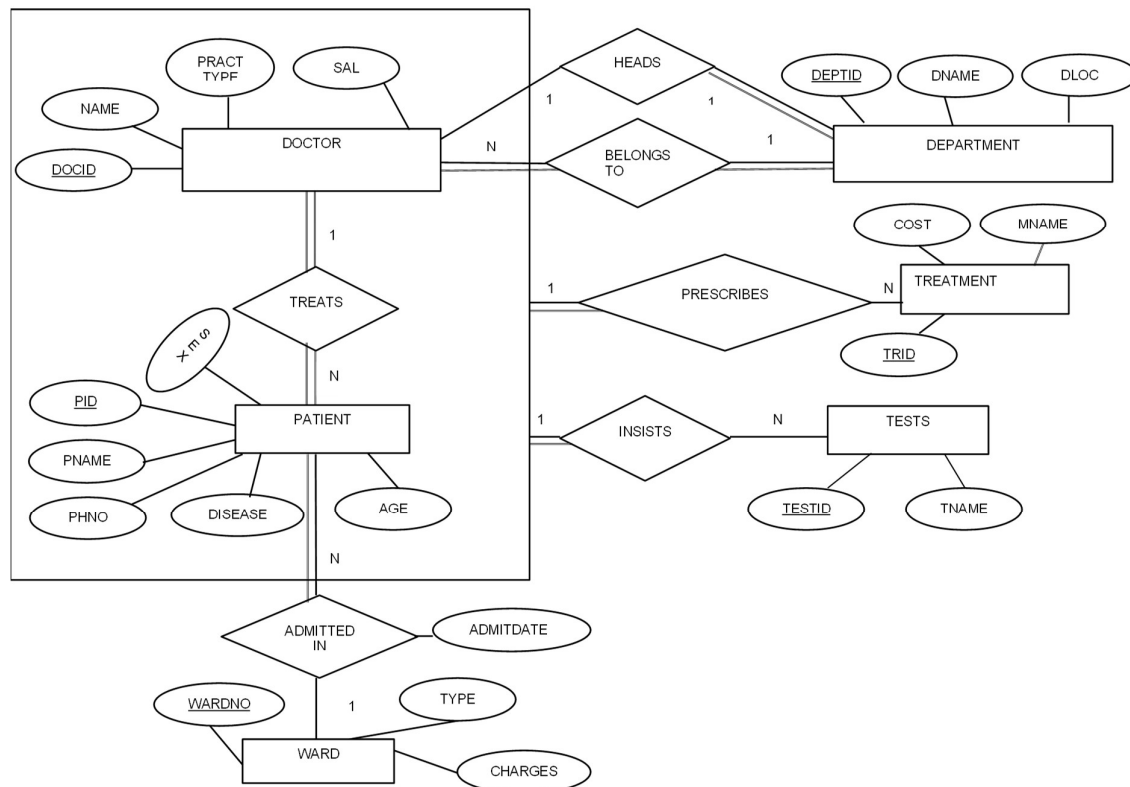 PRACT
TYPE
SAL
NAME
DOCID
DOCTOR
HEADS
1
1
DEPTID
DNAME
DLOC
DEPARTMENT
N
BELONGS
TO
1
1
TREATS
N
COST
MNAME
TREATMENT
1
PRESCRIBES
N
TRID
SEX
PID
PNAME
PHNO
PATIENT
DISEASE
AGE
1
INSISTS
N
TESTS
TESTID
TNAME
N
ADMITTED
IN
ADMITDATE
1
WARDNO
TYPE
WARD
CHARGES